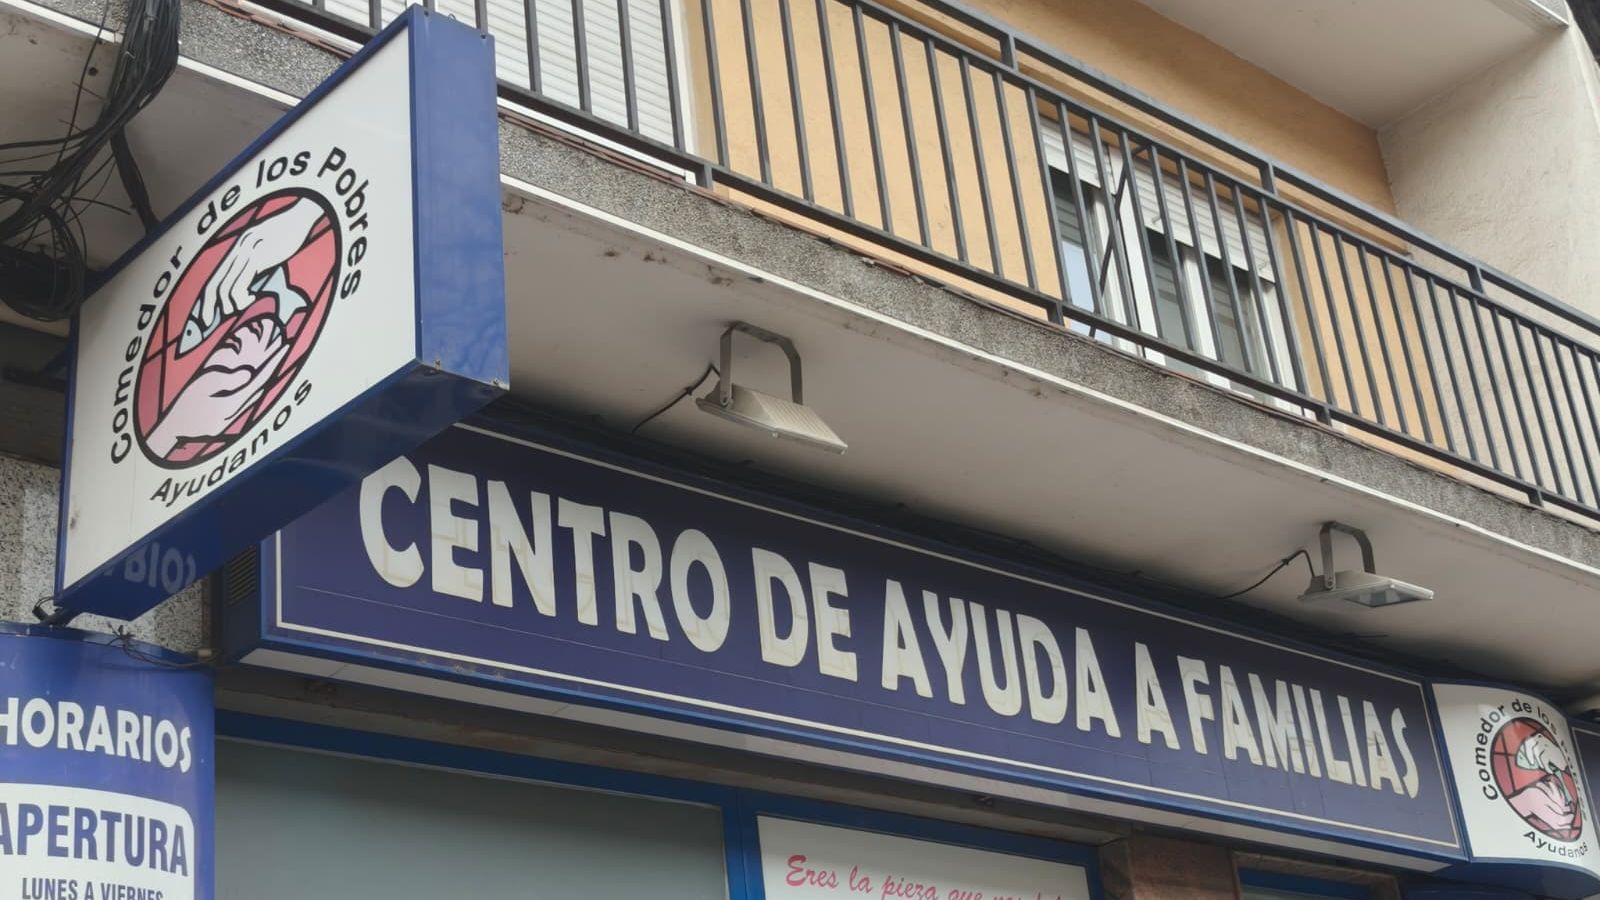 Comedor de los Pobres
Ayudanos
CENTRO DE AYUDA A FAMILIAS
HORARIOS
APERTURA
LUNES A VIERNES
Eres la pieza que
Comedor de los
Ayudanos